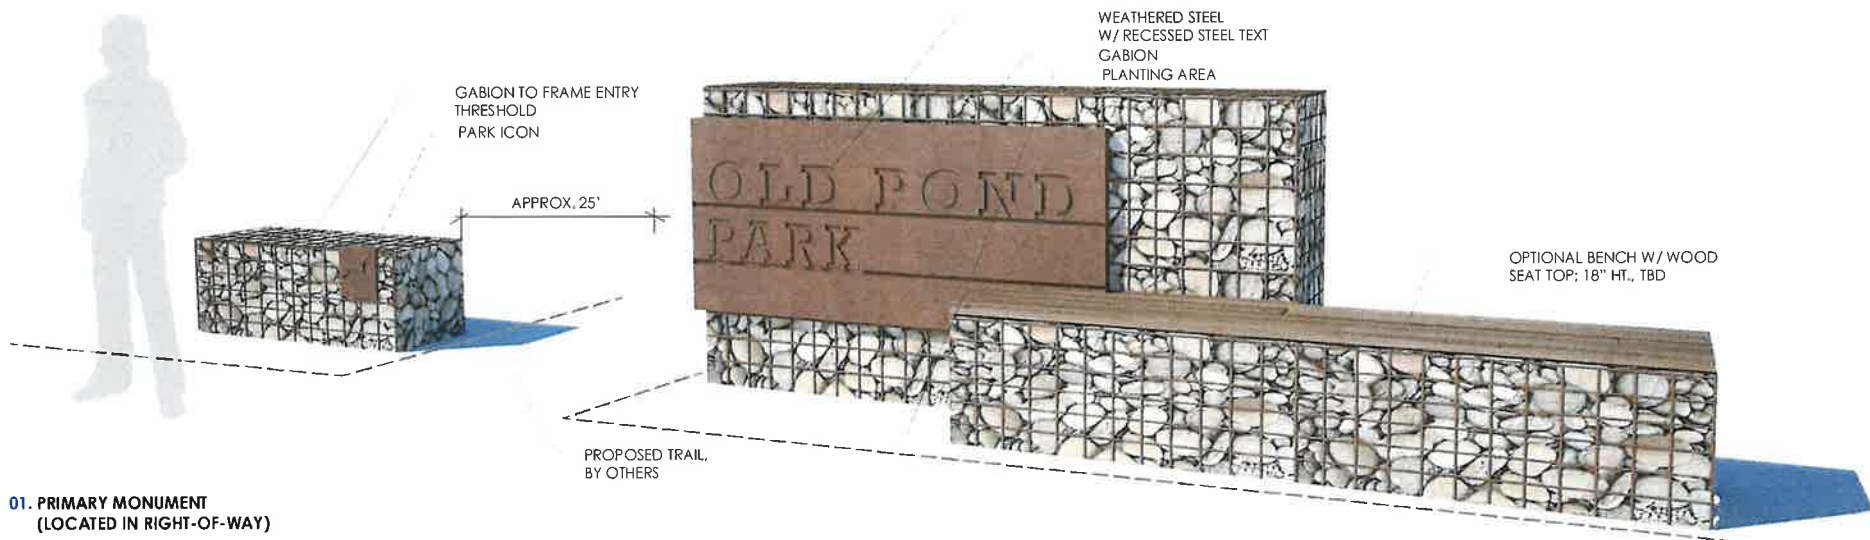 WEATHERED STEEL
W/ RECESSED STEEL TEXT
GABION
PLANTING AREA
GABION TO FRAME ENTRY
THRESHOLD
PARK ICON
APPROX. 25'
OLD POND
PARK
OPTIONAL BENCH W/ WOOD
SEAT TOP; 18" HT., TBD
PROPOSED TRAIL,
BY OTHERS
01. PRIMARY MONUMENT
(LOCATED IN RIGHT-OF-WAY)